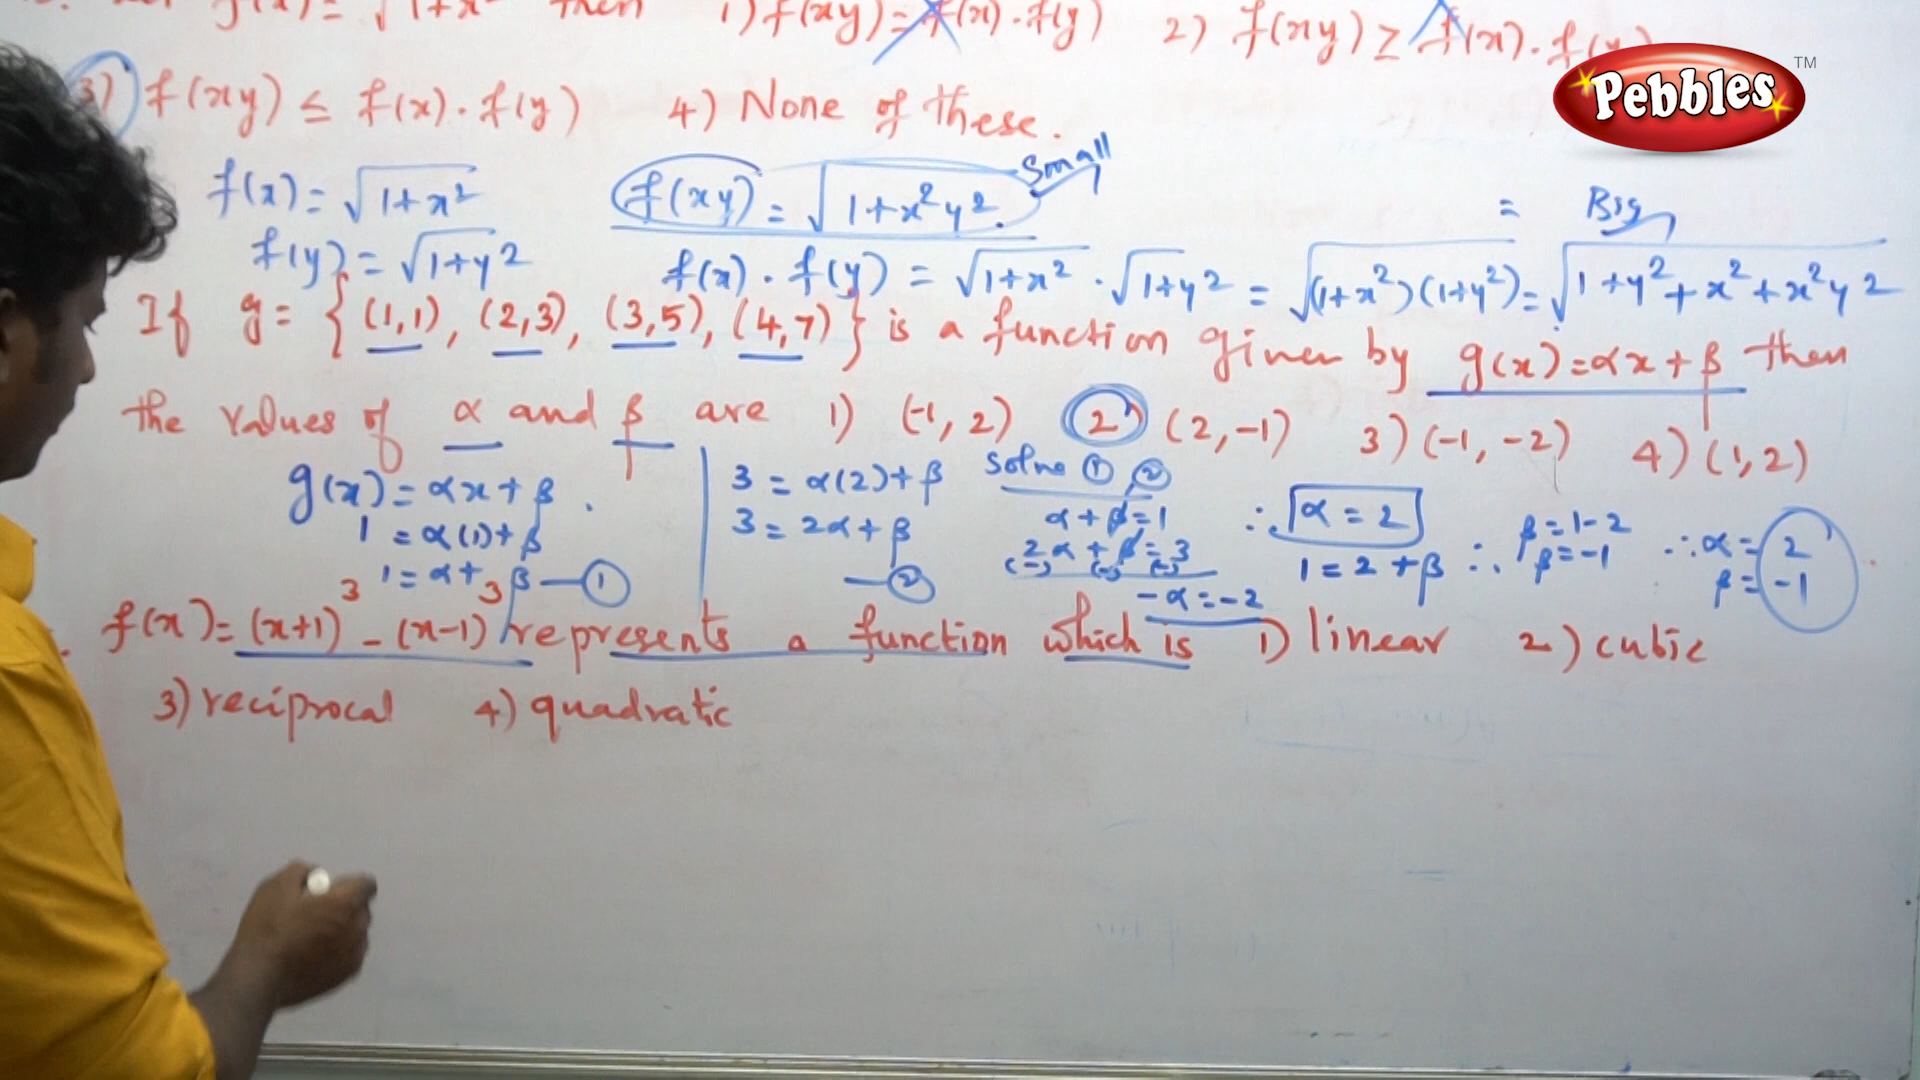 g(x) = √1+x² then 1) f(xy) = f(x)·f(y) 2) f(xy) ≥ f(x)·f(y)
Pebbles TM
3) f(xy) ≤ f(x)·f(y) 4) None of these.
f(x) = √1+x² f(xy) = √1+x²y² Small = Big
f(y) = √1+y² f(x)·f(y) = √1+x² · √1+y² = √(1+x²)(1+y²) = √1+y²+x²+x²y²
If g = {(1,1), (2,3), (3,5), (4,7)} is a function given by g(x) = αx + β then
the values of α and β are 1) (-1, 2) 2) (2, -1) 3) (-1, -2) 4) (1, 2)
g(x) = αx + β . 3 = α(2) + β Solve ① ②
1 = α(1) + β 3 = 2α + β α + β = 1 ∴ α = 2 β = 1-2 ∴ α = 2
1 = α + β — ① — ② 2α + β = 3 1 = 2 + β ∴ β = -1 β = -1
(-) (-) (-)
-α = -2
f(x) = (x+1)³ - (x-1)³ represents a function which is 1) linear 2) cubic
3) reciprocal 4) quadratic